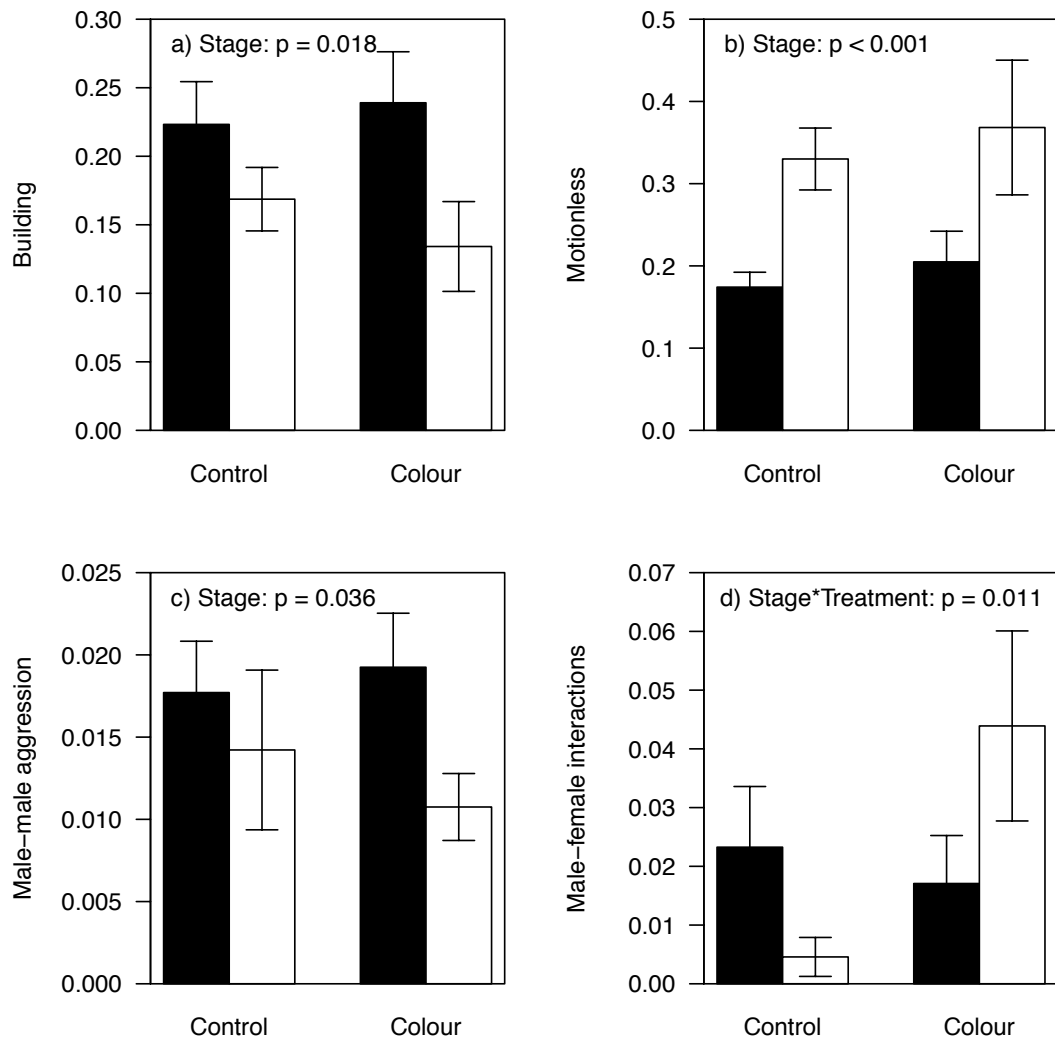 a) Stage: p = 0.018
Building
0.30
0.25
0.20
0.15
0.10
0.05
0.00
Control
Colour
b) Stage: p < 0.001
Motionless
0.5
0.4
0.3
0.2
0.1
0.0
Control
Colour
c) Stage: p = 0.036
Male−male aggression
0.025
0.020
0.015
0.010
0.005
0.000
Control
Colour
d) Stage*Treatment: p = 0.011
Male−female interactions
0.07
0.06
0.05
0.04
0.03
0.02
0.01
0.00
Control
Colour